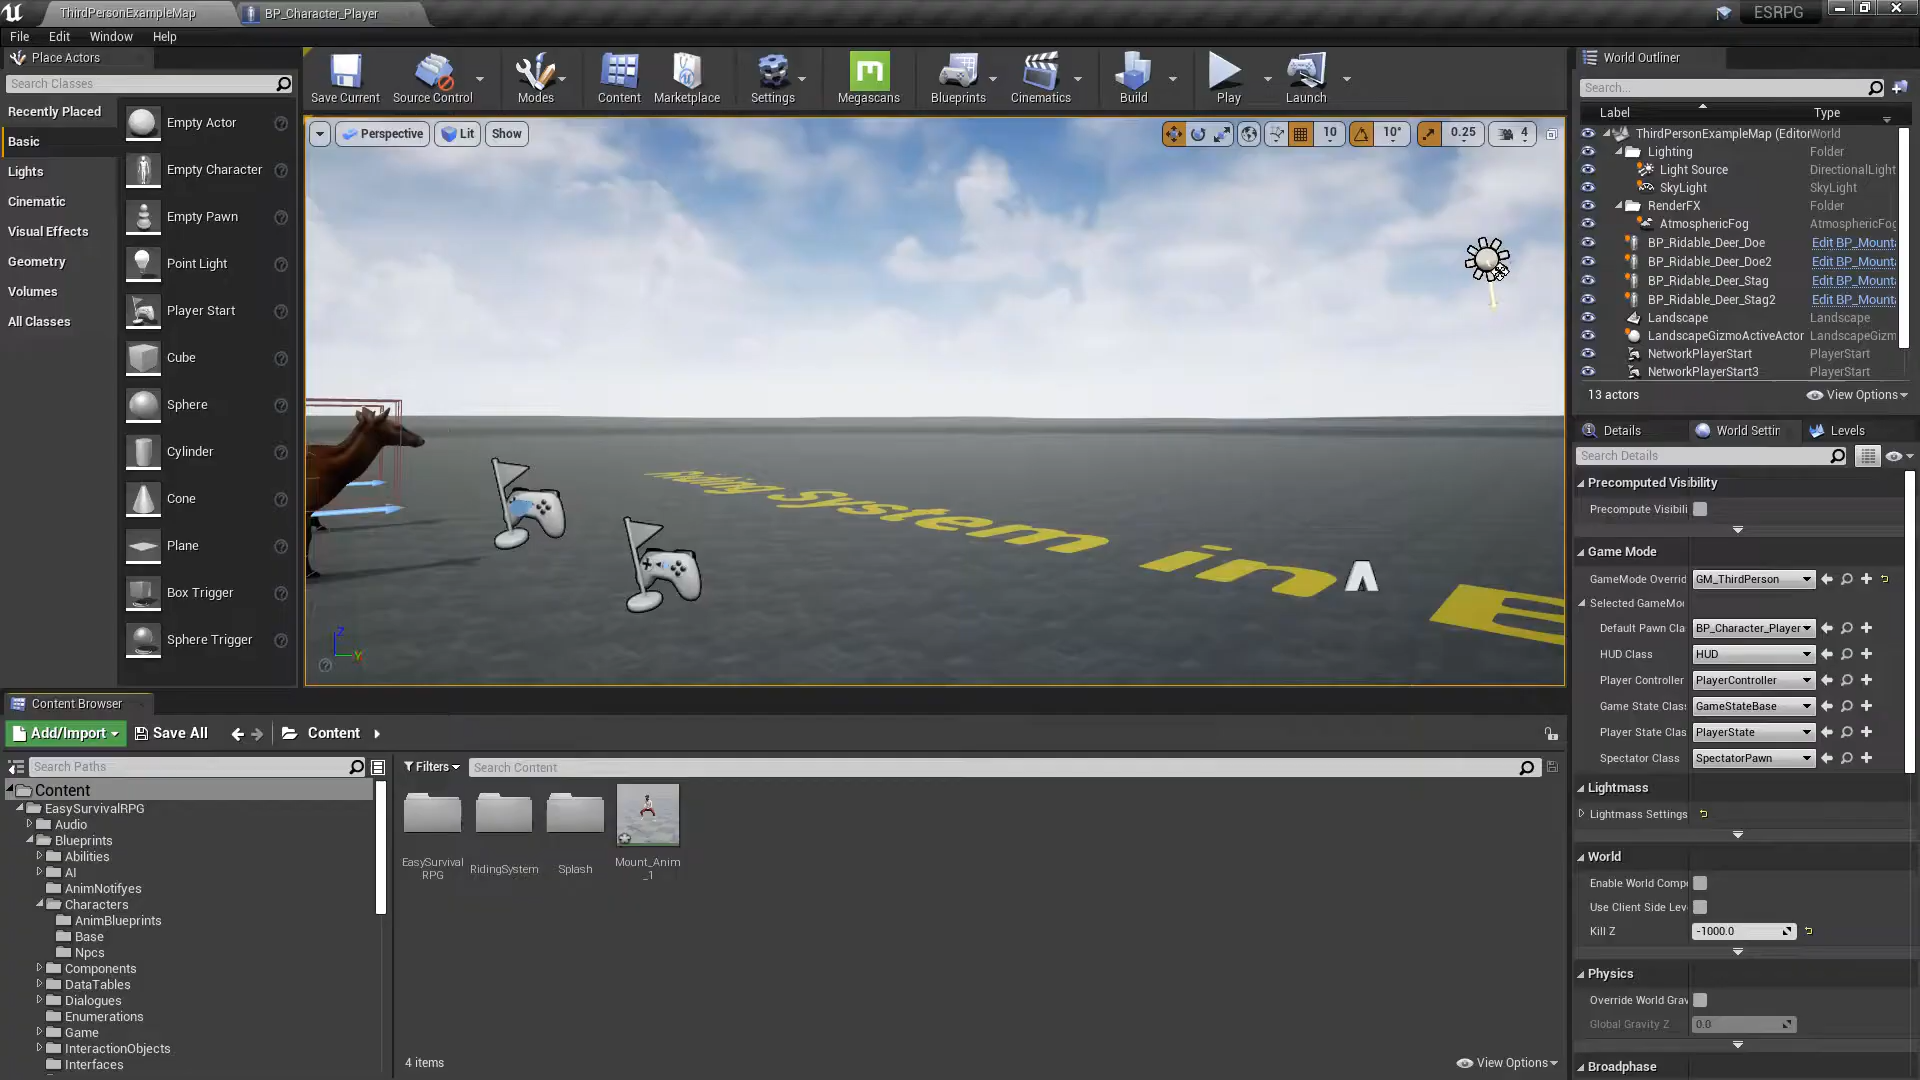 ThirdPersonExampleMap
BP_Character_Player
ESRPG
File Edit Window Help
Place Actors
Search Classes
Recently Placed
Basic
Lights
Cinematic
Visual Effects
Geometry
Volumes
All Classes
Empty Actor
Empty Character
Empty Pawn
Point Light
Player Start
Cube
Sphere
Cylinder
Cone
Plane
Box Trigger
Sphere Trigger
Save Current
Source Control
Modes
Content
Marketplace
Settings
Megascans
Blueprints
Cinematics
Build
Play
Launch
Perspective Lit Show
10 10° 0.25 4
Riding System in E
Z
Y
World Outliner
Search...
Label Type
ThirdPersonExampleMap (Editor World
Lighting Folder
Light Source DirectionalLight
SkyLight SkyLight
RenderFX Folder
AtmosphericFog AtmosphericFog
BP_Ridable_Deer_Doe Edit BP_Mount
BP_Ridable_Deer_Doe2 Edit BP_Mount
BP_Ridable_Deer_Stag Edit BP_Mount
BP_Ridable_Deer_Stag2 Edit BP_Mount
Landscape Landscape
LandscapeGizmoActiveActor LandscapeGizm
NetworkPlayerStart PlayerStart
NetworkPlayerStart3 PlayerStart
13 actors
View Options
Details
World Settin
Levels
Search Details
Precomputed Visibility
Precompute Visibili
Game Mode
GameMode Overrid GM_ThirdPerson
Selected GameMo
Default Pawn Cla BP_Character_Player
HUD Class HUD
Player Controller PlayerController
Game State Class GameStateBase
Player State Clas PlayerState
Spectator Class SpectatorPawn
Lightmass
Lightmass Settings
World
Enable World Comp
Use Client Side Lev
Kill Z -1000.0
Physics
Override World Grav
Global Gravity Z 0.0
Broadphase
Content Browser
Add/Import Save All Content
Search Paths
Filters
Search Content
Content
EasySurvivalRPG
Audio
Blueprints
Abilities
AI
AnimNotifyes
Characters
AnimBlueprints
Base
Npcs
Components
DataTables
Dialogues
Enumerations
Game
InteractionObjects
Interfaces
EasySurvival
RPG
RidingSystem
Splash
Mount_Anim
_1
4 items
View Options